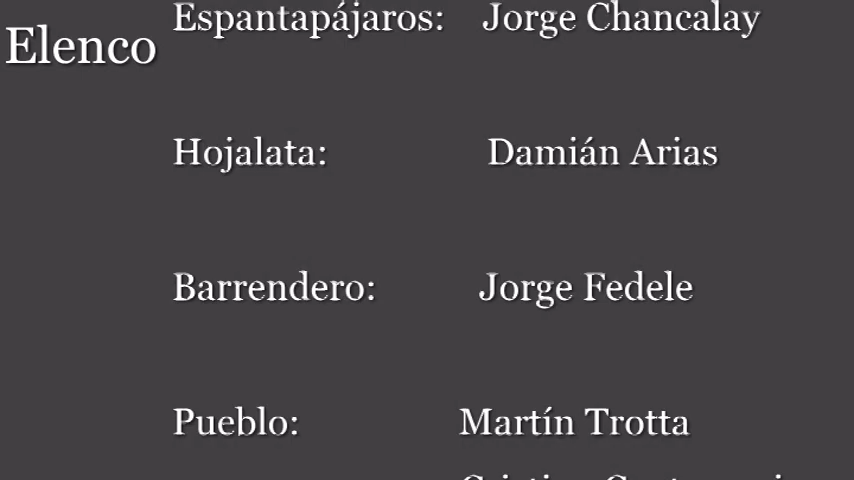 Elenco
Espantapájaros: Jorge Chancalay
Hojalata: Damián Arias
Barrendero: Jorge Fedele
Pueblo: Martín Trotta